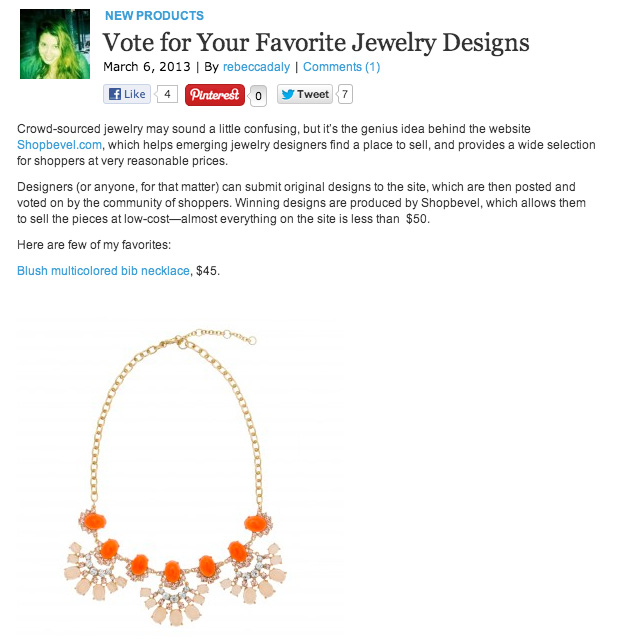 NEW PRODUCTS
Vote for Your Favorite Jewelry Designs
March 6, 2013 | By rebeccadaly | Comments (1)
Like 4 Pinterest 0 Tweet 7
Crowd-sourced jewelry may sound a little confusing, but it's the genius idea behind the website
Shopbevel.com, which helps emerging jewelry designers find a place to sell, and provides a wide selection
for shoppers at very reasonable prices.
Designers (or anyone, for that matter) can submit original designs to the site, which are then posted and
voted on by the community of shoppers. Winning designs are produced by Shopbevel, which allows them
to sell the pieces at low-cost—almost everything on the site is less than $50.
Here are few of my favorites:
Blush multicolored bib necklace, $45.